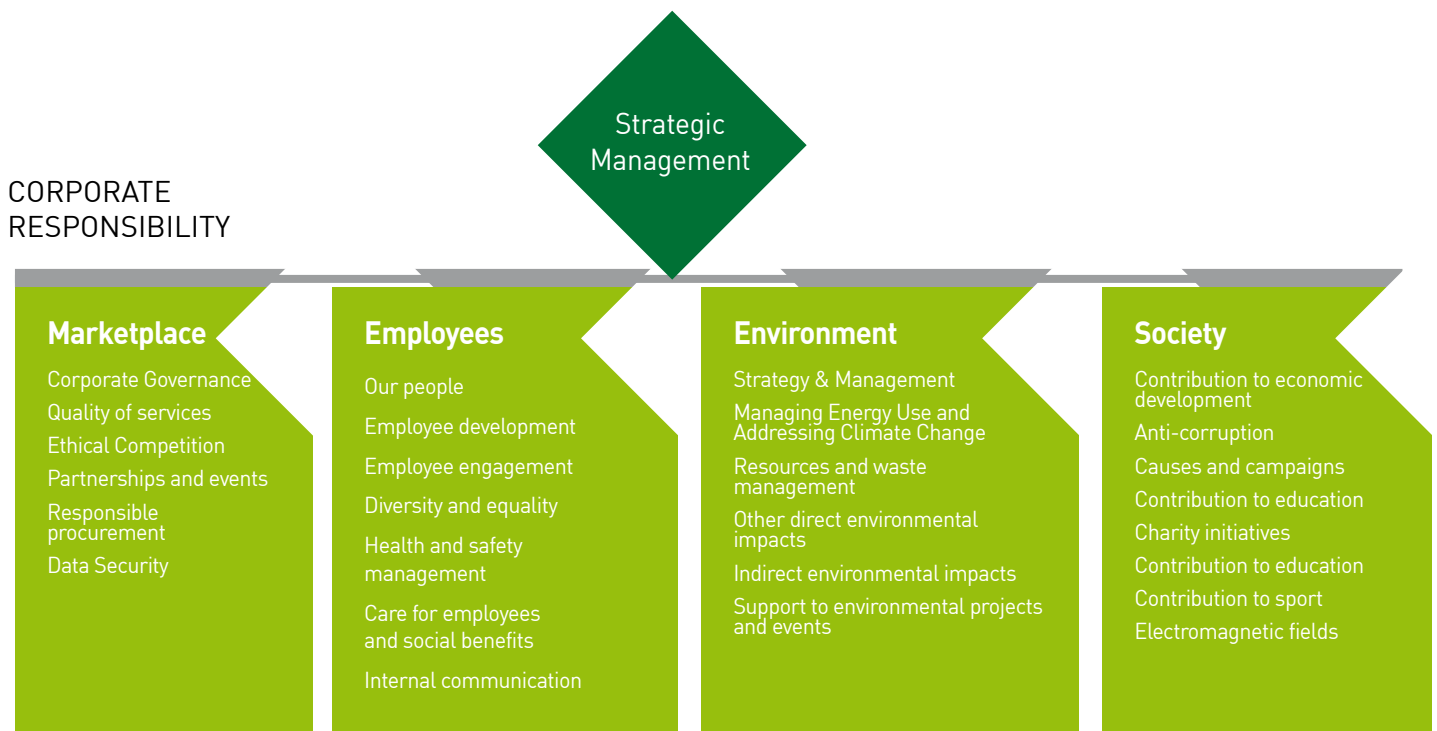 Strategic
Management
CORPORATE
RESPONSIBILITY
Marketplace
Corporate Governance
Quality of services
Ethical Competition
Partnerships and events
Responsible
procurement
Data Security
Employees
Our people
Employee development
Employee engagement
Diversity and equality
Health and safety
management
Care for employees
and social benefits
Internal communication
Environment
Strategy & Management
Managing Energy Use and
Addressing Climate Change
Resources and waste
management
Other direct environmental
impacts
Indirect environmental impacts
Support to environmental projects
and events
Society
Contribution to economic
development
Anti-corruption
Causes and campaigns
Contribution to education
Charity initiatives
Contribution to education
Contribution to sport
Electromagnetic fields